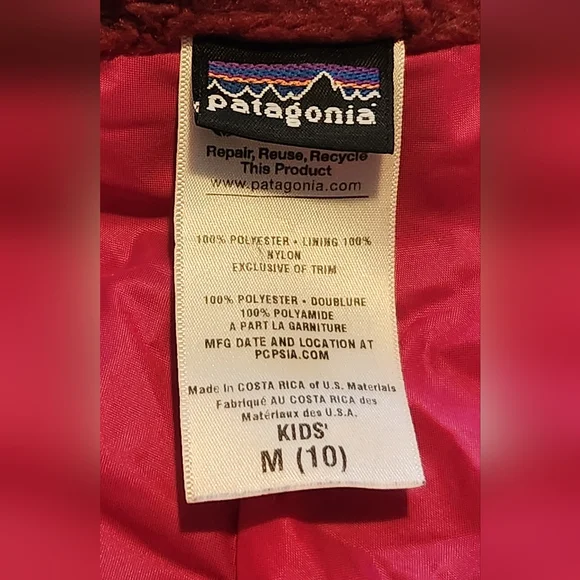 patagonia
Repair, Reuse, Recycle
This Product
www.patagonia.com
100% POLYESTER • LINING 100%
NYLON
EXCLUSIVE OF TRIM
100% POLYESTER • DOUBLURE
100% POLYAMIDE
A PART LA GARNITURE
MFG DATE AND LOCATION AT
PCPSIA.COM
Made in COSTA RICA of U.S. Materials
Fabriqué AU COSTA RICA des
Matériaux des U.S.A.
KIDS'
M (10)